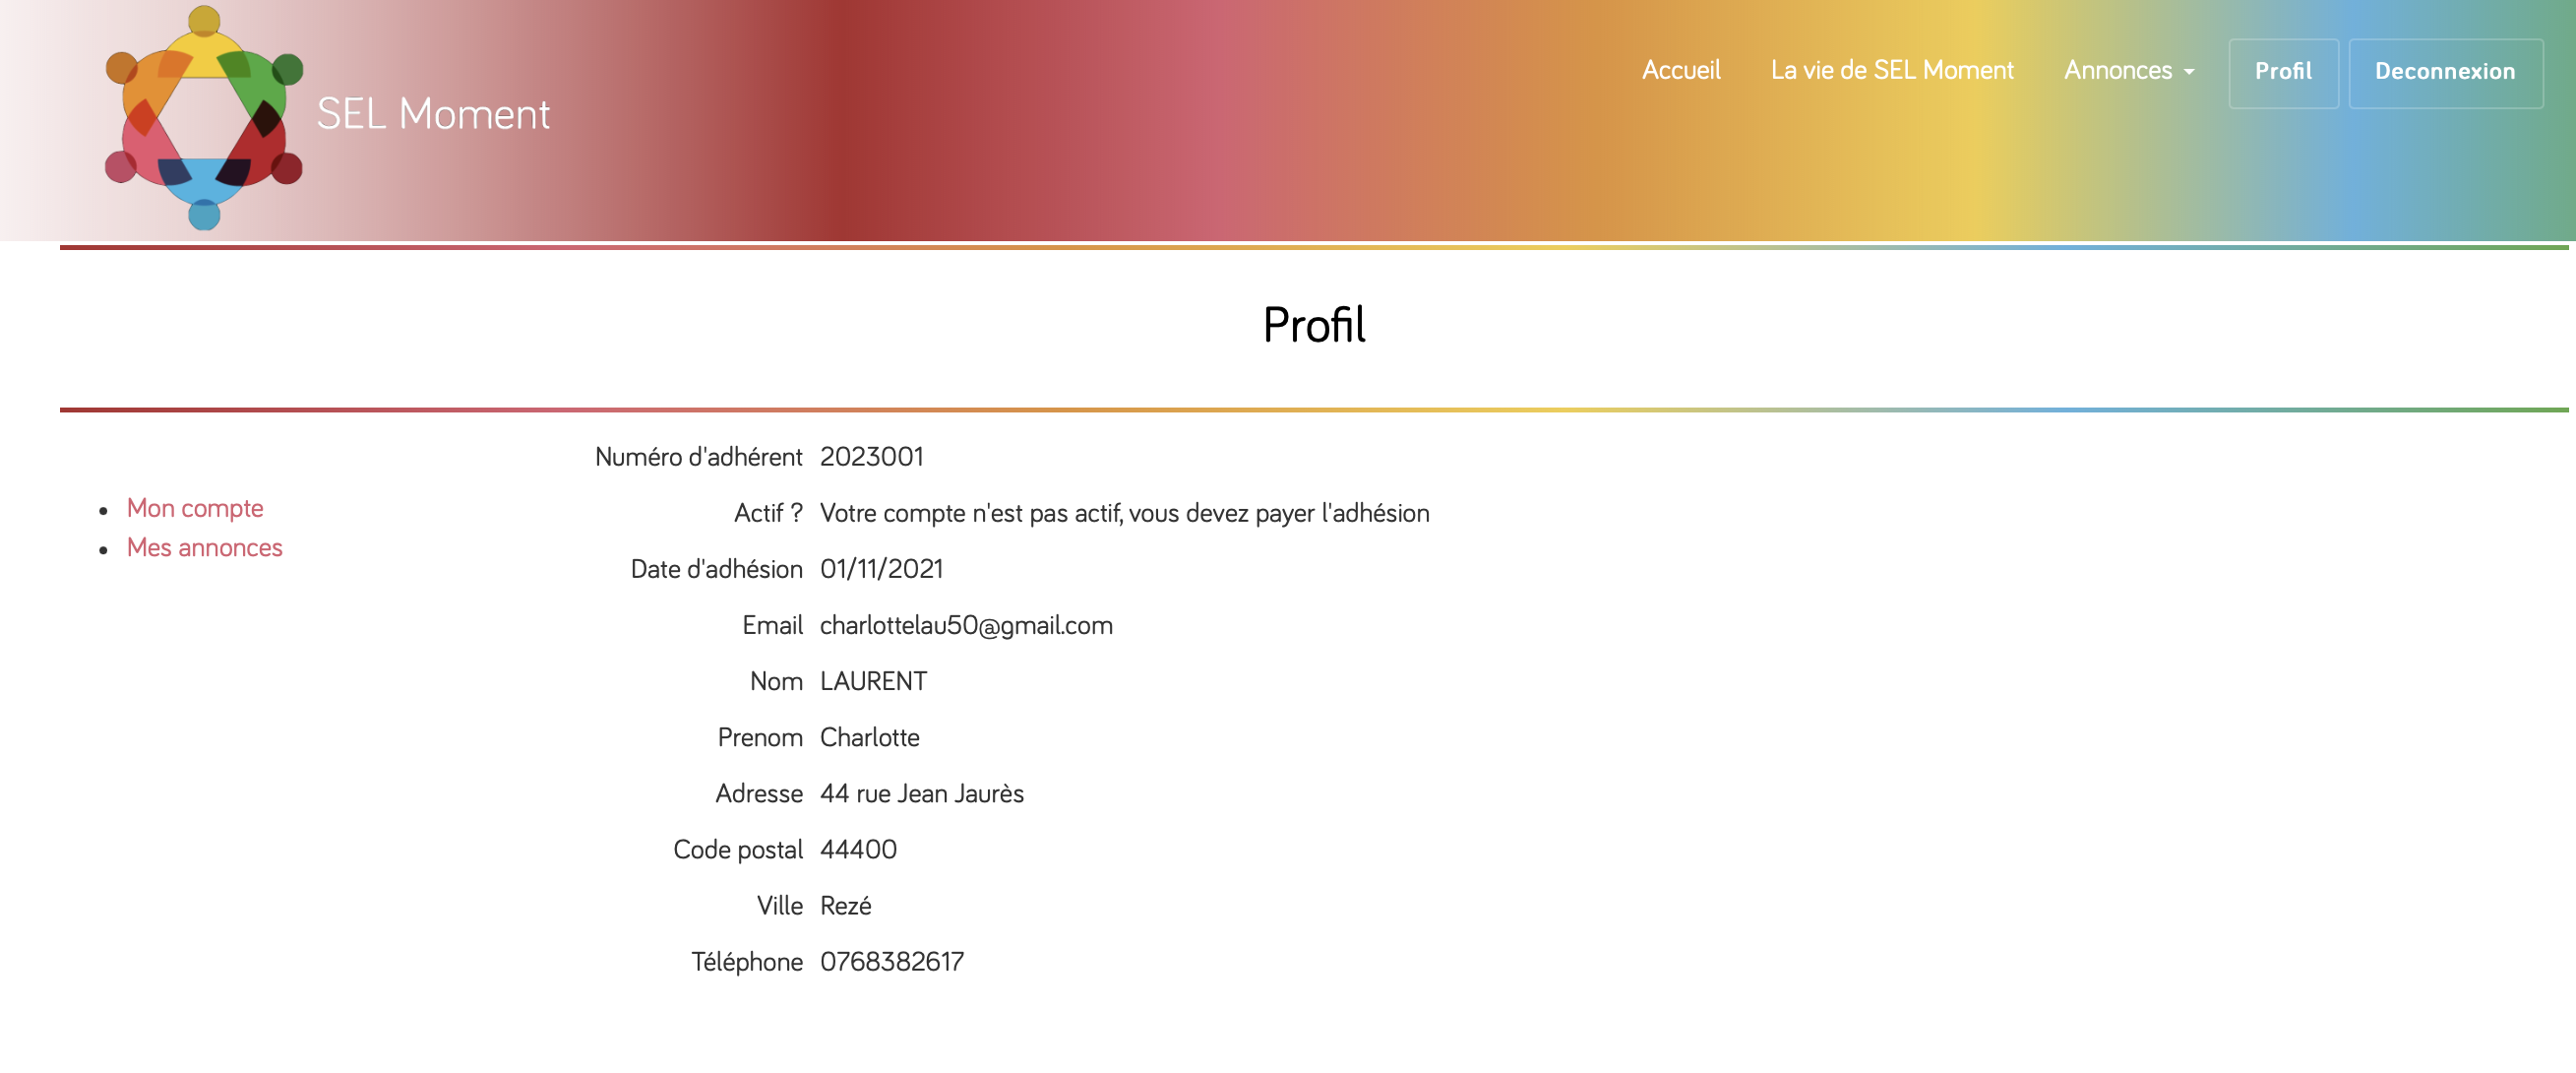 SEL Moment
Accueil La vie de SEL Moment Annonces Profil Deconnexion
Profil
Mon compte
Mes annonces
Numéro d'adhérent 2023001
Actif ? Votre compte n'est pas actif, vous devez payer l'adhésion
Date d'adhésion 01/11/2021
Email charlottelau50@gmail.com
Nom LAURENT
Prenom Charlotte
Adresse 44 rue Jean Jaurès
Code postal 44400
Ville Rezé
Téléphone 0768382617